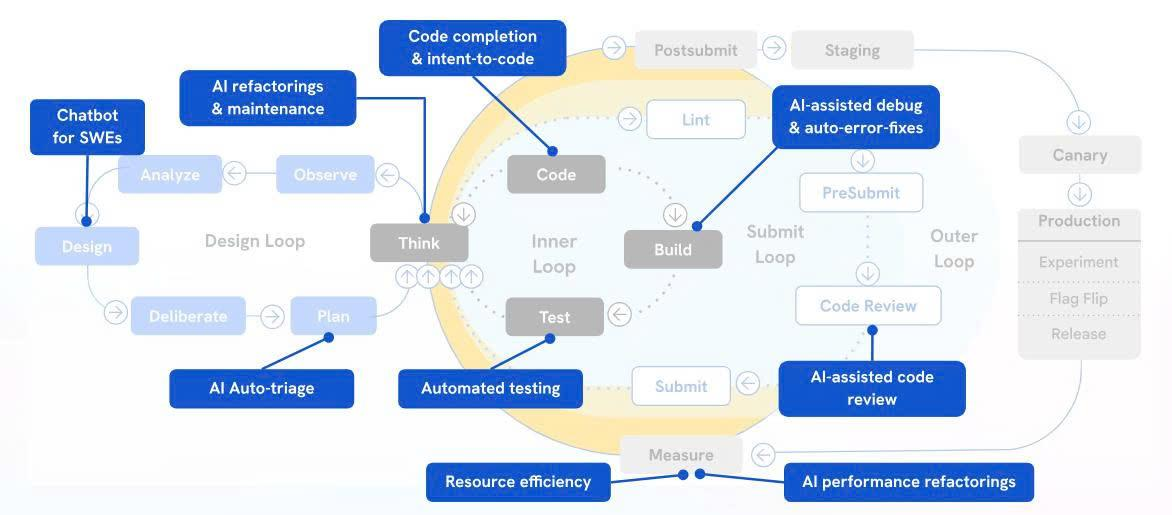 Code completion
& intent-to-code
Postsubmit
Staging
AI refactorings
& maintenance
Chatbot
for SWEs
Lint
AI-assisted debug
& auto-error-fixes
Canary
Analyze
Observe
Code
PreSubmit
Production
Design
Design Loop
Think
Inner
Loop
Build
Submit
Loop
Outer
Loop
Experiment
Flag Flip
Release
Deliberate
Plan
Test
Code Review
AI Auto-triage
Automated testing
Submit
AI-assisted code
review
Measure
Resource efficiency
AI performance refactorings